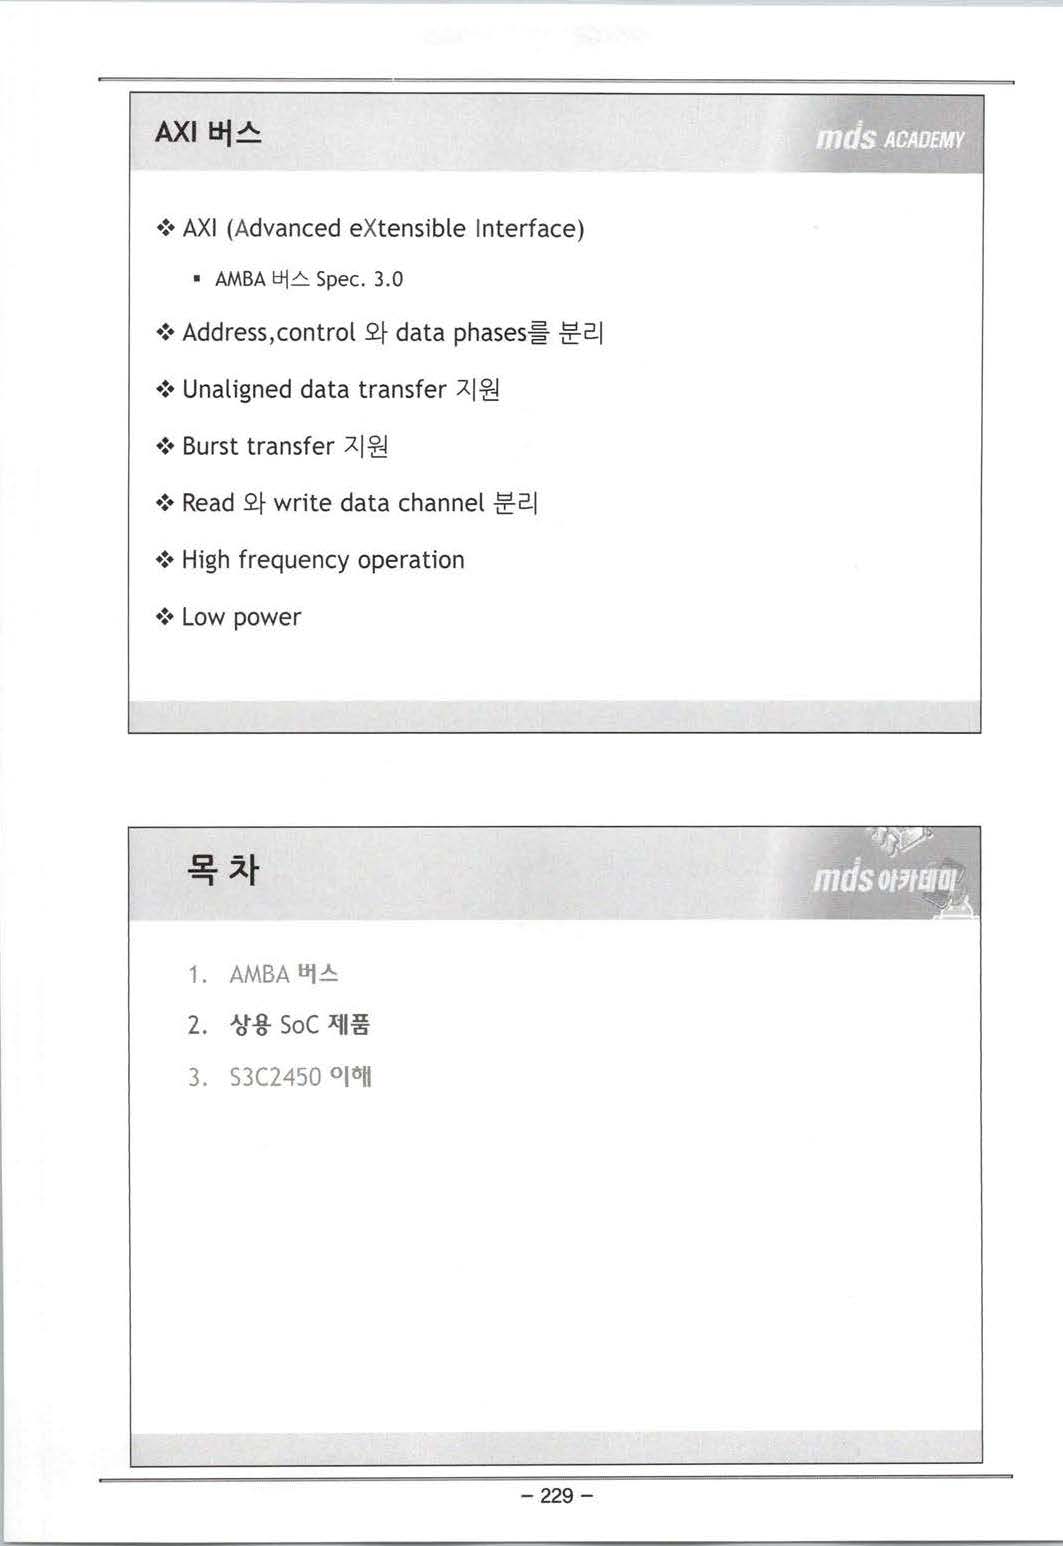 AXI 버스
mds ACADEMY
❖ AXI (Advanced eXtensible Interface)
▪ AMBA 버스 Spec. 3.0
❖ Address,control 와 data phases를 분리
❖ Unaligned data transfer 지원
❖ Burst transfer 지원
❖ Read 와 write data channel 분리
❖ High frequency operation
❖ Low power
목 차
mds 아카데미
1. AMBA 버스
2. 상용 SoC 제품
3. S3C2450 이해
- 229 -